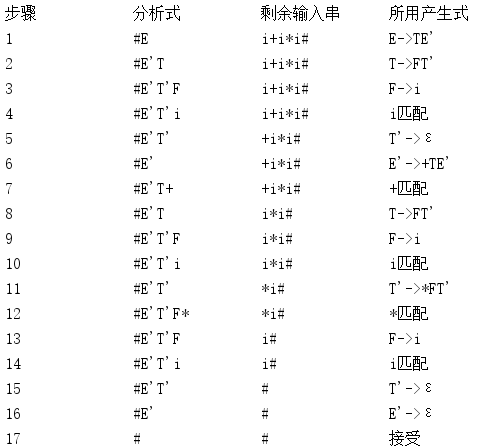 步骤 分析式 剩余输入串 所用产生式
1 #E i+i*i# E->TE'
2 #E'T i+i*i# T->FT'
3 #E'T'F i+i*i# F->i
4 #E'T'i i+i*i# i匹配
5 #E'T' +i*i# T'->ε
6 #E' +i*i# E'->+TE'
7 #E'T+ +i*i# +匹配
8 #E'T i*i# T->FT'
9 #E'T'F i*i# F->i
10 #E'T'i i*i# i匹配
11 #E'T' *i# T'->*FT'
12 #E'T'F* *i# *匹配
13 #E'T'F i# F->i
14 #E'T'i i# i匹配
15 #E'T' # T'->ε
16 #E' # E'->ε
17 # # 接受